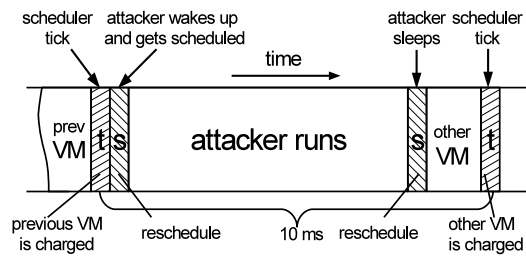 scheduler
tick
attacker wakes up
and gets scheduled
time
attacker
sleeps
scheduler
tick
prev
VM
t
s
attacker runs
s
other
VM
t
previous VM
is charged
reschedule
10 ms
reschedule
other VM
is charged